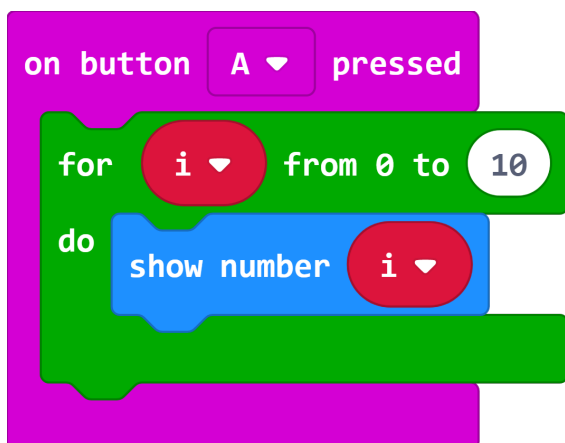 on button A pressed
for i from 0 to 10
do
show number i